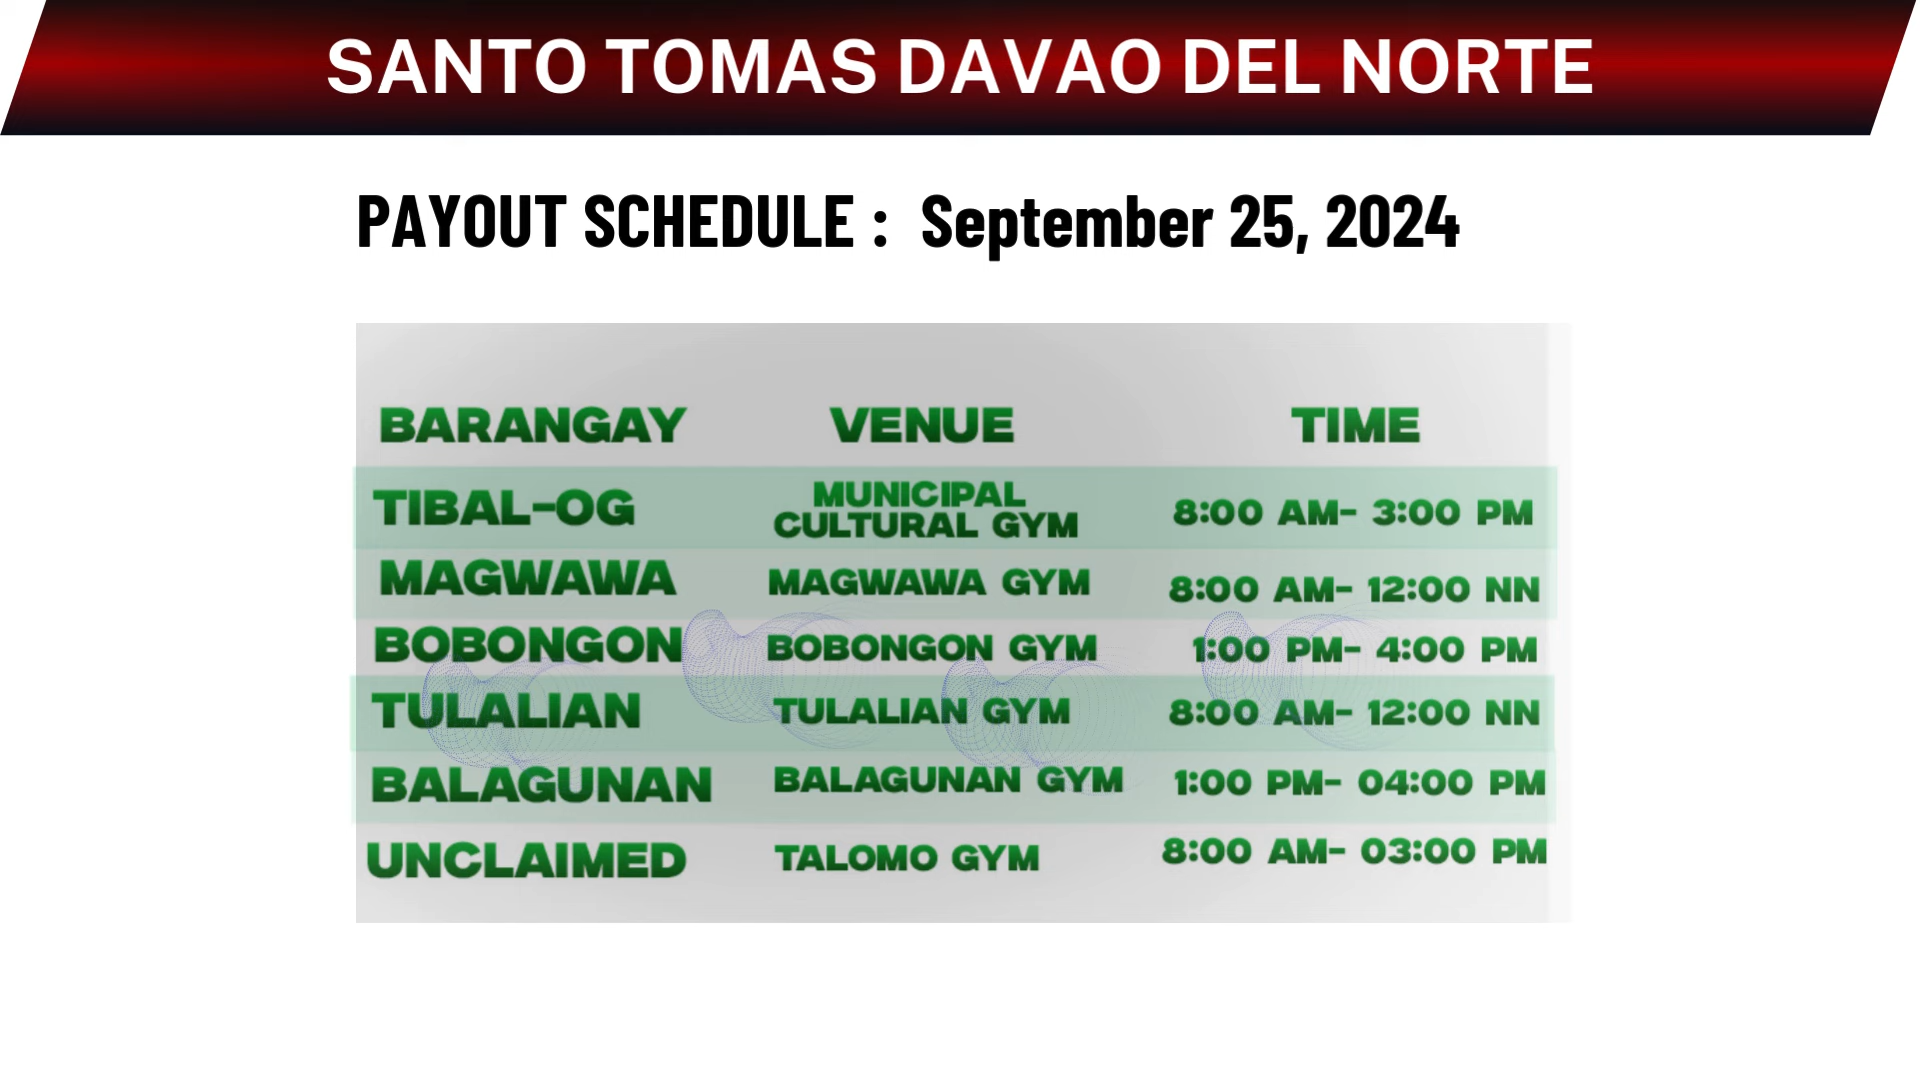 SANTO TOMAS DAVAO DEL NORTE
PAYOUT SCHEDULE : September 25, 2024
BARANGAY VENUE TIME
TIBAL-OG MUNICIPAL CULTURAL GYM 8:00 AM- 3:00 PM
MAGWAWA MAGWAWA GYM 8:00 AM- 12:00 NN
BOBONGON BOBONGON GYM 1:00 PM- 4:00 PM
TULALIAN TULALIAN GYM 8:00 AM- 12:00 NN
BALAGUNAN BALAGUNAN GYM 1:00 PM- 04:00 PM
UNCLAIMED TALOMO GYM 8:00 AM- 03:00 PM